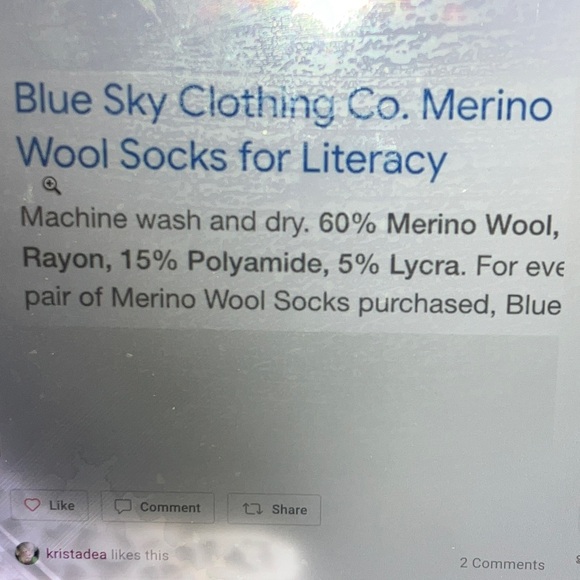 Blue Sky Clothing Co. Merino
Wool Socks for Literacy
Machine wash and dry. 60% Merino Wool,
Rayon, 15% Polyamide, 5% Lycra. For eve
pair of Merino Wool Socks purchased, Blue
Like Comment Share
kristadea likes this
2 Comments